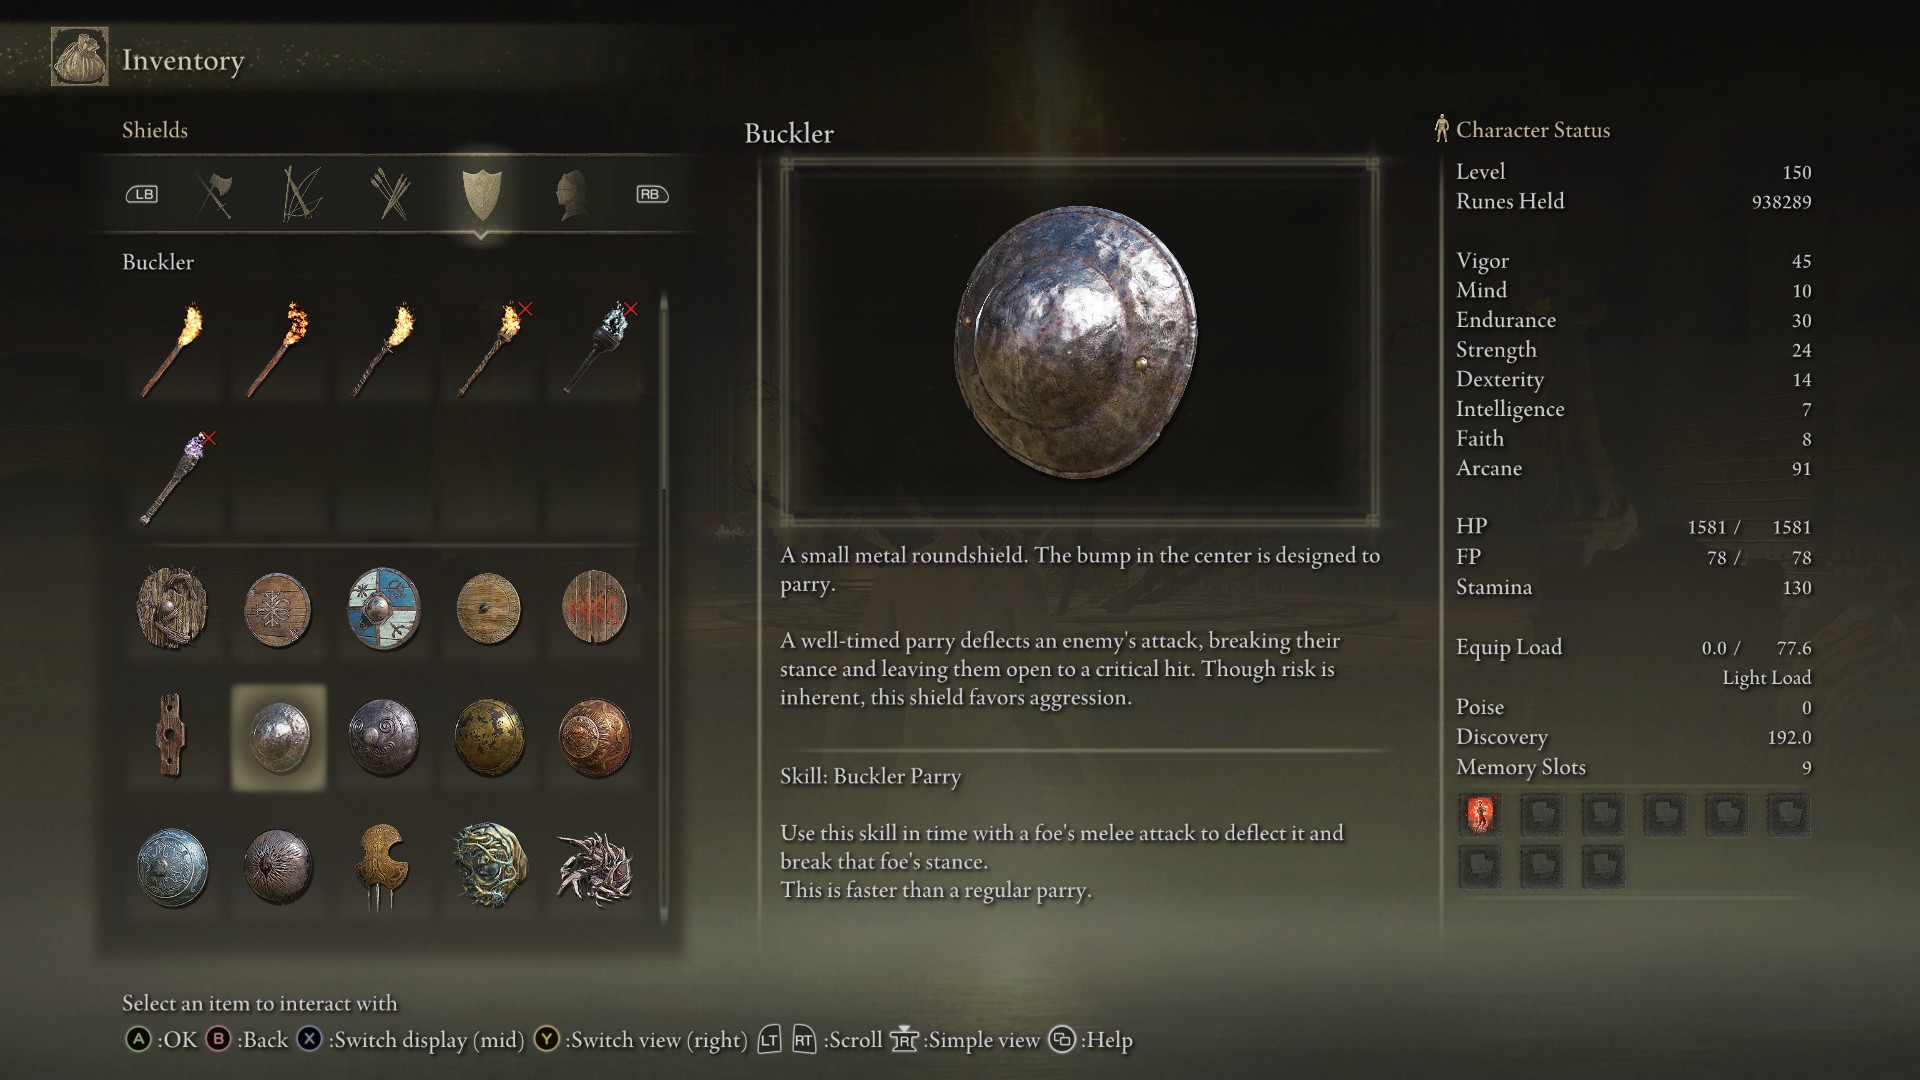 Inventory
Shields
LB
RB
Buckler
Buckler
A small metal roundshield. The bump in the center is designed to
parry.
A well-timed parry deflects an enemy's attack, breaking their
stance and leaving them open to a critical hit. Though risk is
inherent, this shield favors aggression.
Skill: Buckler Parry
Use this skill in time with a foe's melee attack to deflect it and
break that foe's stance.
This is faster than a regular parry.
Character Status
Level 150
Runes Held 938289
Vigor 45
Mind 10
Endurance 30
Strength 24
Dexterity 14
Intelligence 7
Faith 8
Arcane 91
HP 1581 / 1581
FP 78 / 78
Stamina 130
Equip Load 0.0 / 77.6
Light Load
Poise 0
Discovery 192.0
Memory Slots 9
Select an item to interact with
A :OK B :Back X :Switch display (mid) Y :Switch view (right) LT RT :Scroll R :Simple view :Help